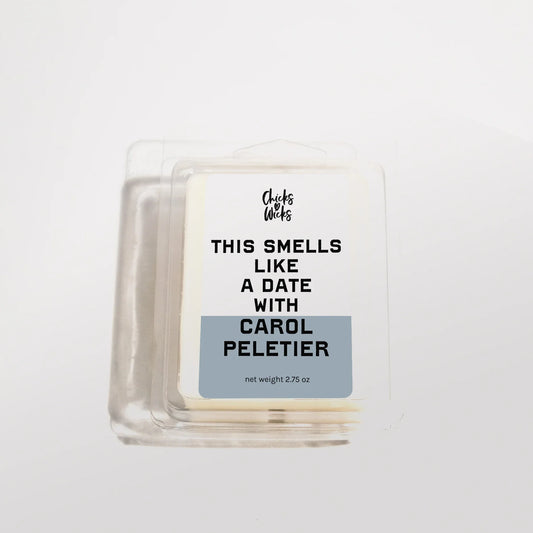 Chicks
Wicks
THIS SMELLS
LIKE
A DATE
WITH
CAROL
PELETIER
net weight 2.75 oz